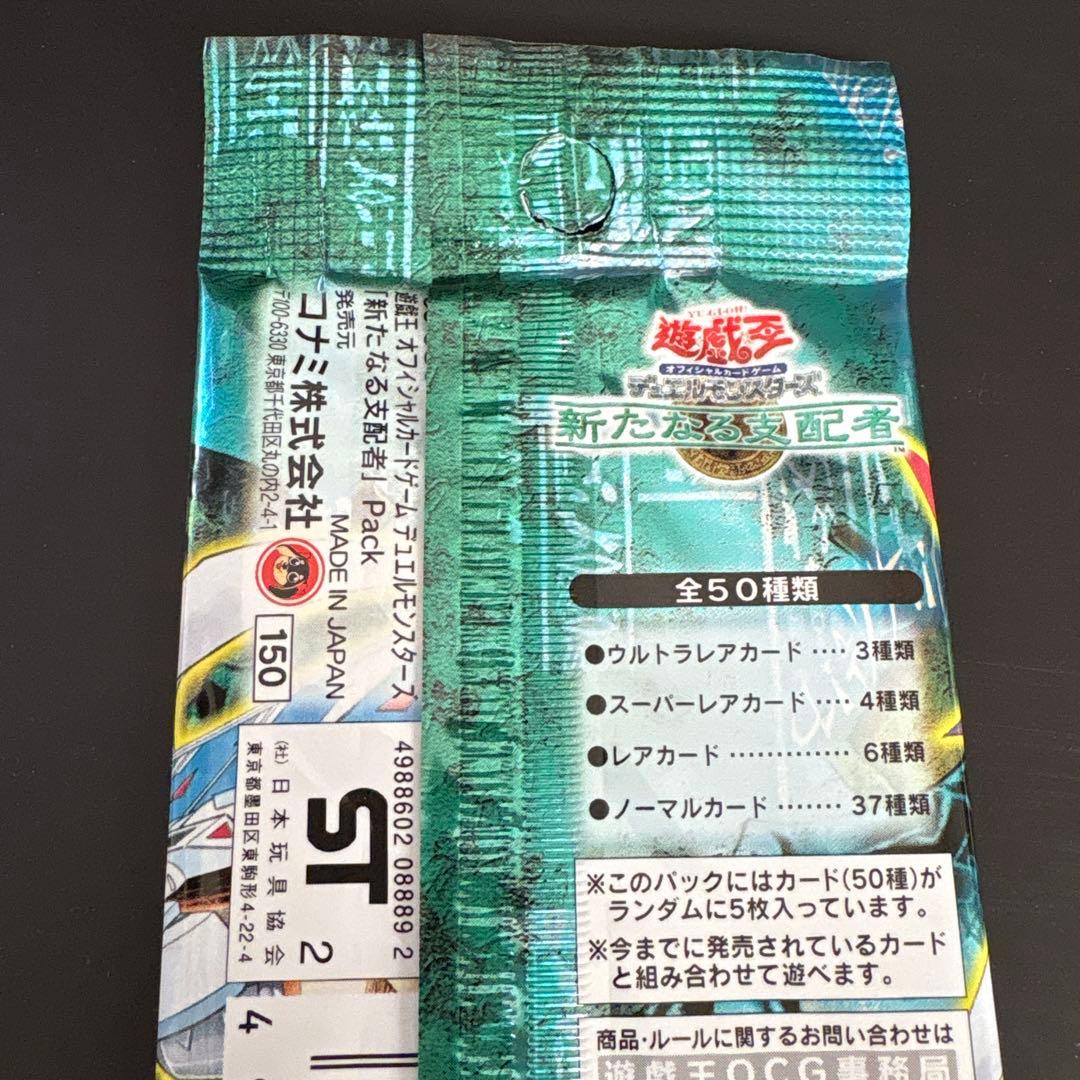 YU-GI-OH!
遊戯王
オフィシャルカードゲーム
デュエルモンスターズ
新たなる支配者
TM
全50種類
●ウルトラレアカード ‥‥ 3種類
●スーパーレアカード ‥‥ 4種類
●レアカード ‥‥‥‥‥‥ 6種類
●ノーマルカード ‥‥‥‥ 37種類
※このパックにはカード(50種)が
ランダムに5枚入っています。
※今までに発売されているカード
と組み合わせて遊べます。
商品・ルールに関するお問い合わせは
遊戯王OCG事務局
遊戯王 オフィシャルカードゲーム デュエルモンスターズ
「新たなる支配者」 Pack
発売元
MADE IN JAPAN
コナミ株式会社
〒100-6330 東京都千代田区丸の内2-4-1
150
4988602 08889 2
ST
2
(社) 日本玩具協会
東京都墨田区東駒形4-22-4
4